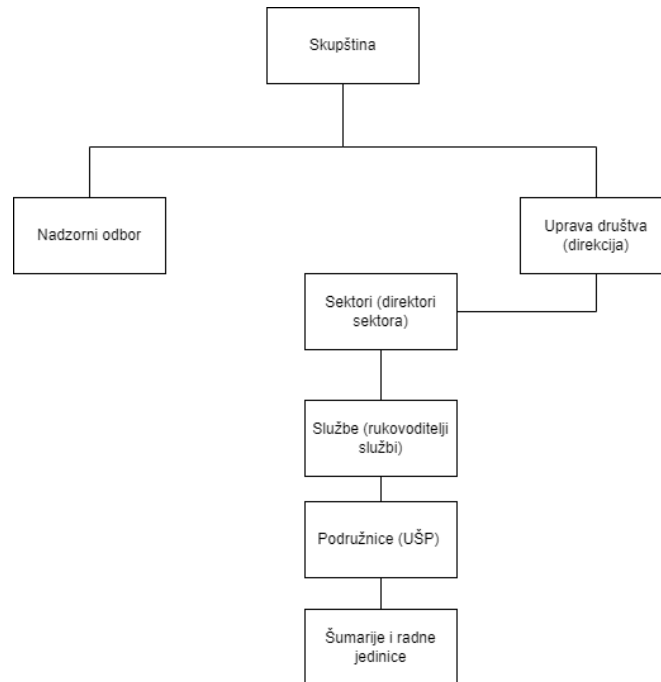 Skupština
Nadzorni odbor
Uprava društva
(direkcija)
Sektori (direktori
sektora)
Službe (rukovoditelji
službi)
Podružnice (UŠP)
Šumarije i radne
jedinice